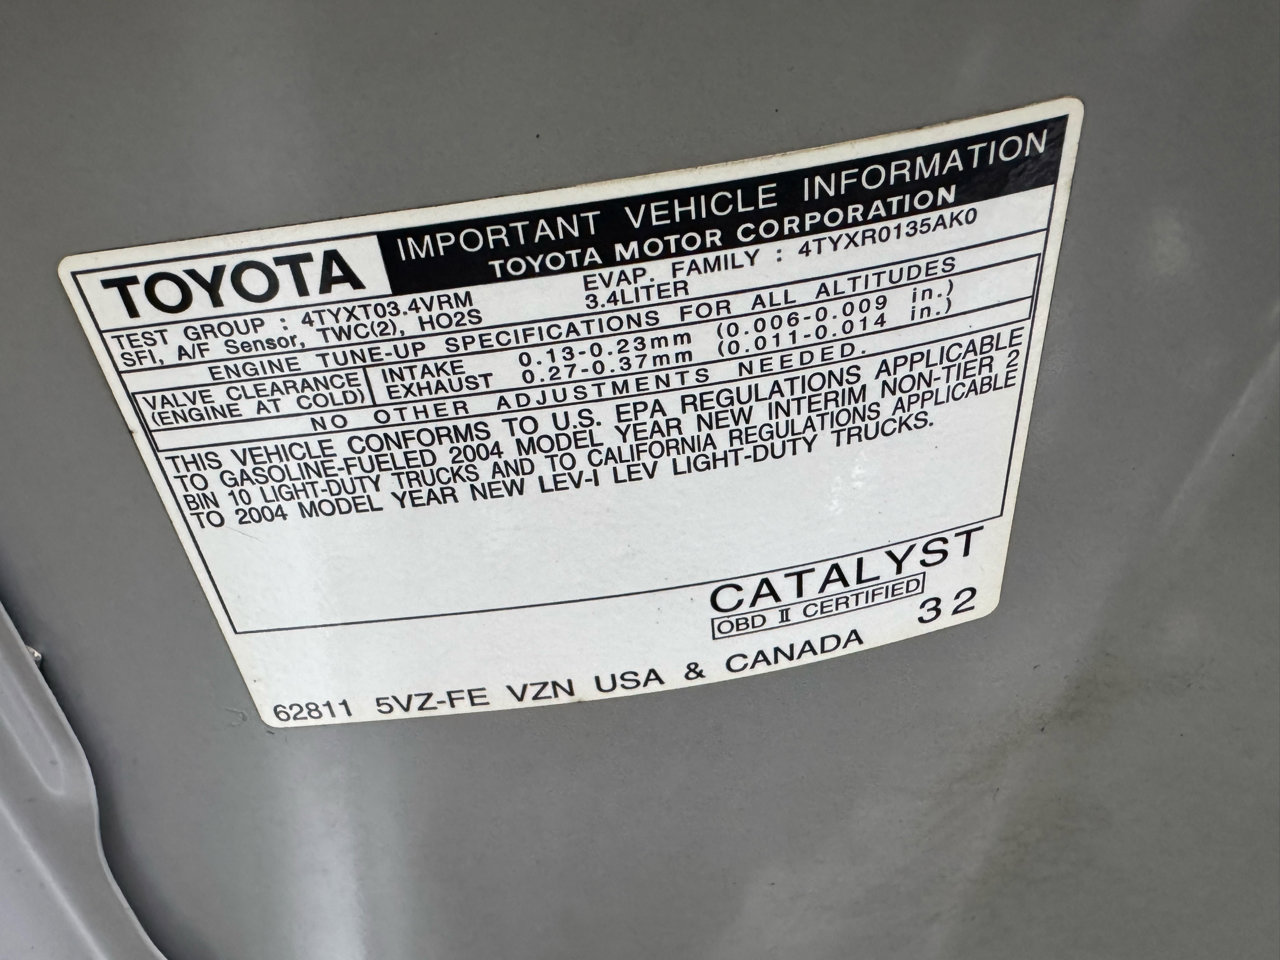 TOYOTA IMPORTANT VEHICLE INFORMATION
TOYOTA MOTOR CORPORATION
TEST GROUP : 4TYXT03.4VRM EVAP. FAMILY : 4TYXR0135AK0
SFI, A/F Sensor, TWC(2), HO2S 3.4LITER
ENGINE TUNE-UP SPECIFICATIONS FOR ALL ALTITUDES
VALVE CLEARANCE INTAKE 0.13-0.23mm (0.006-0.009 in.)
(ENGINE AT COLD) EXHAUST 0.27-0.37mm (0.011-0.014 in.)
NO OTHER ADJUSTMENTS NEEDED.
THIS VEHICLE CONFORMS TO U.S. EPA REGULATIONS APPLICABLE
TO GASOLINE-FUELED 2004 MODEL YEAR NEW INTERIM NON-TIER 2
BIN 10 LIGHT-DUTY TRUCKS AND TO CALIFORNIA REGULATIONS APPLICABLE
TO 2004 MODEL YEAR NEW LEV-I LEV LIGHT-DUTY TRUCKS.
CATALYST
OBD II CERTIFIED
62811 5VZ-FE VZN USA & CANADA 32